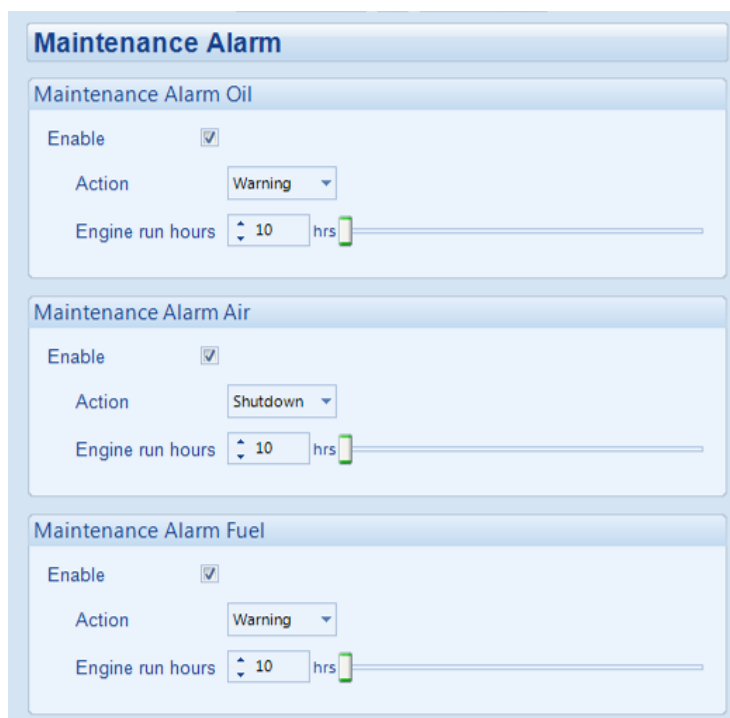 Maintenance Alarm
Maintenance Alarm Oil
Enable
Action Warning
Engine run hours 10 hrs
Maintenance Alarm Air
Enable
Action Shutdown
Engine run hours 10 hrs
Maintenance Alarm Fuel
Enable
Action Warning
Engine run hours 10 hrs